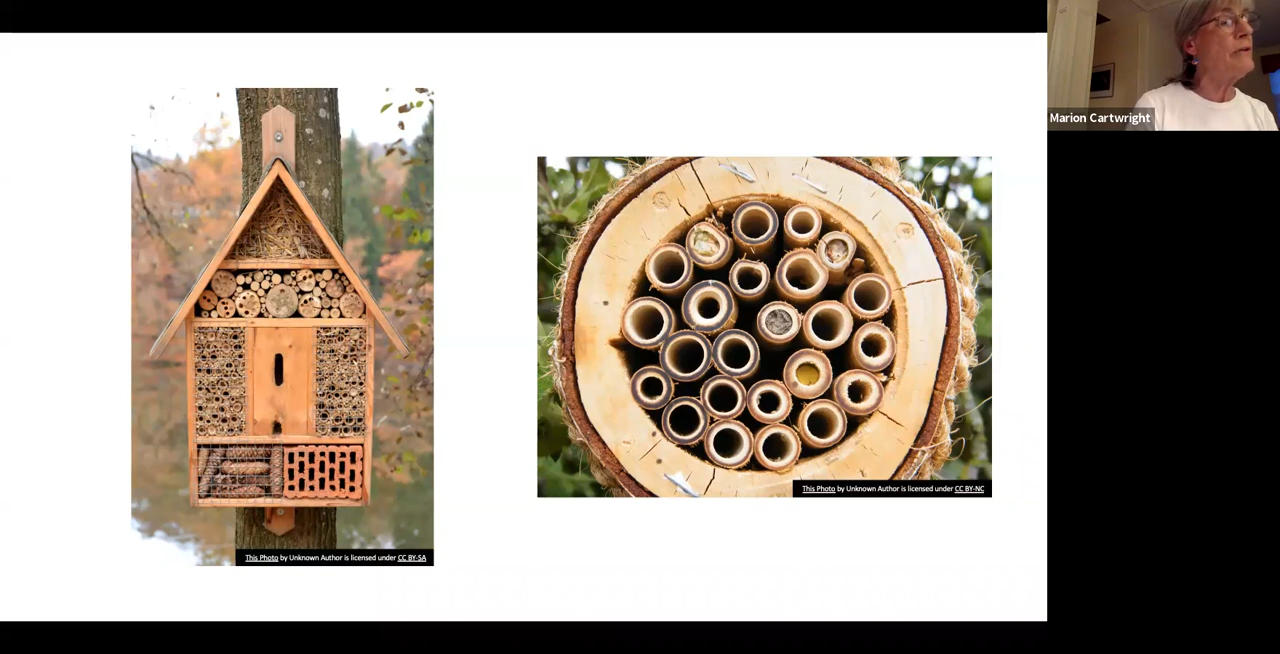 Marion Cartwright
This Photo by Unknown Author is licensed under CC BY-NC
This Photo by Unknown Author is licensed under CC BY-SA